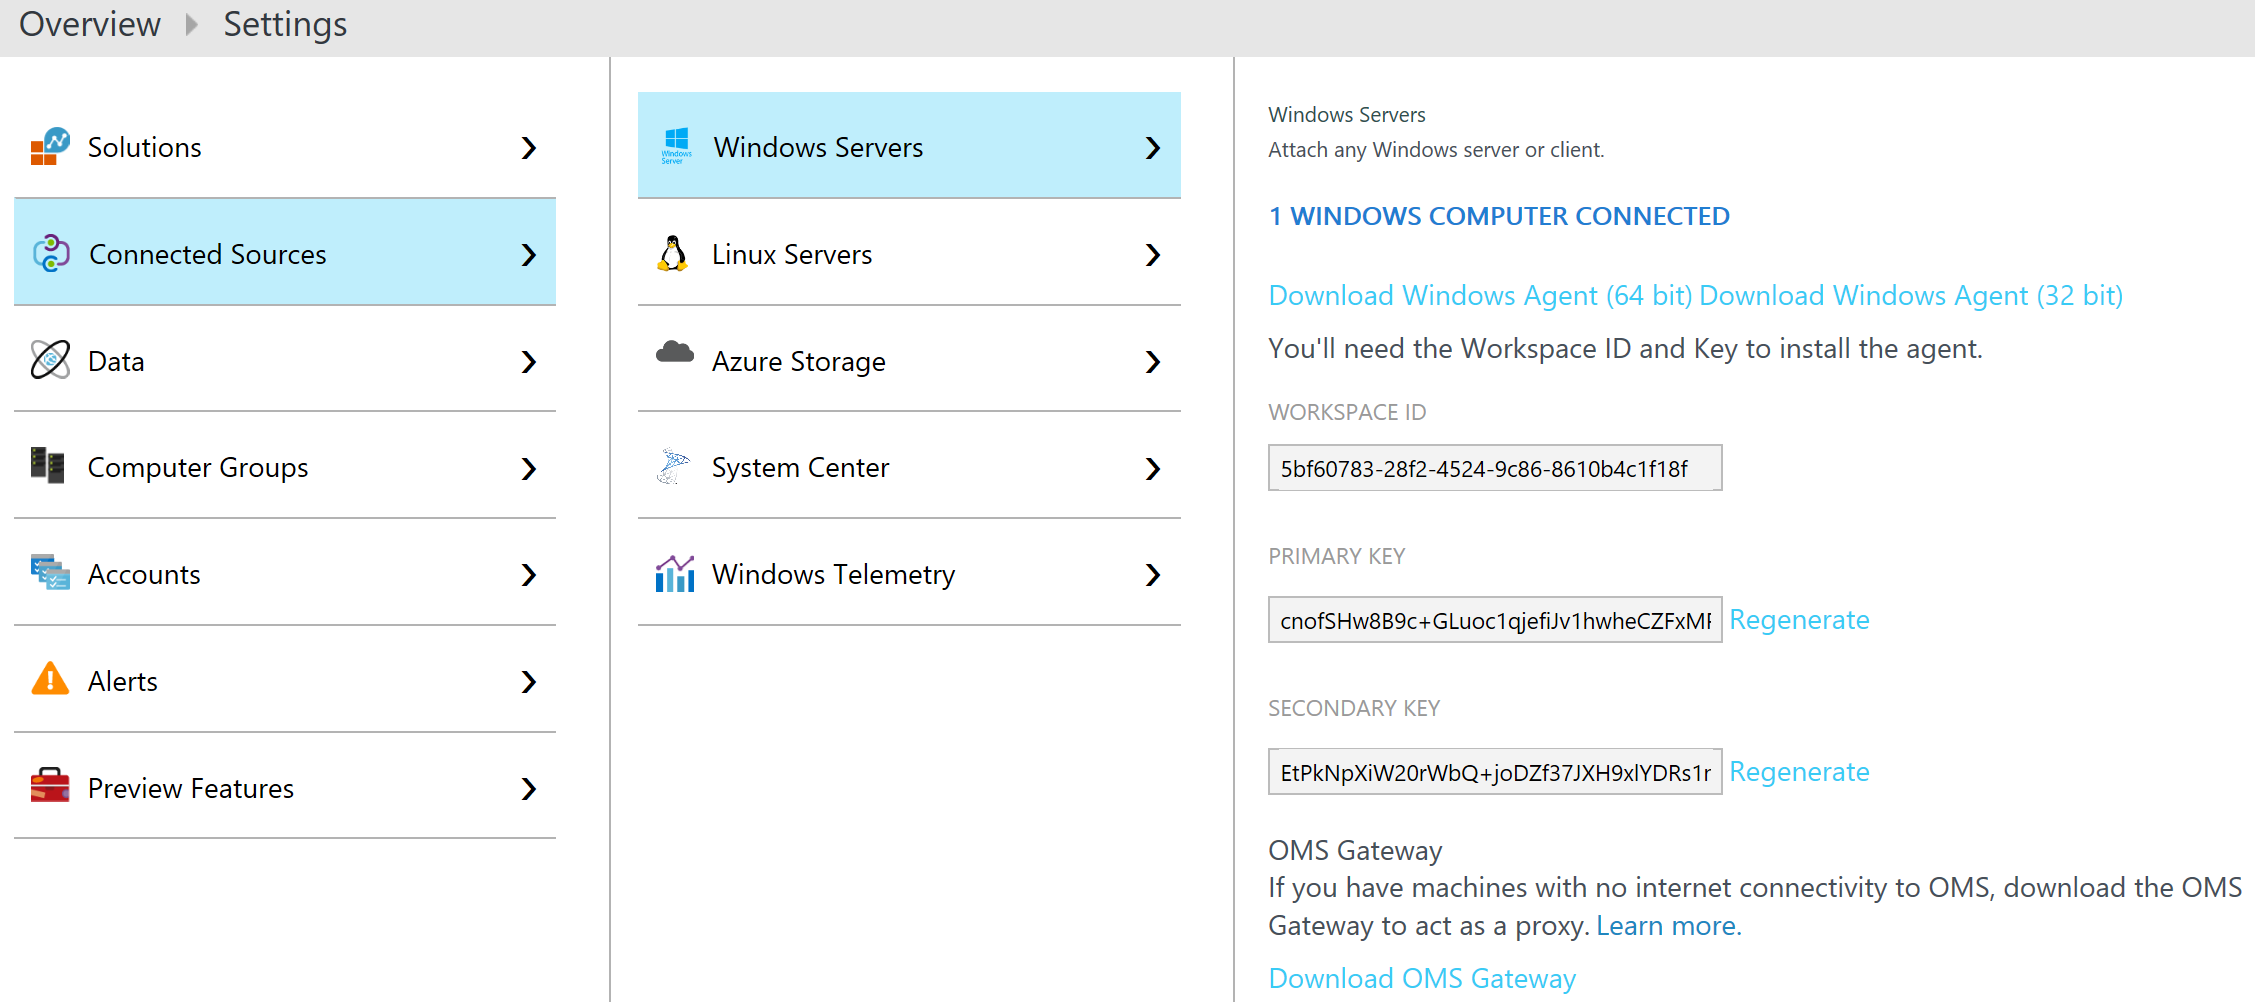 Overview Settings
Solutions
Connected Sources
Data
Computer Groups
Accounts
Alerts
Preview Features
Windows Server
Windows Servers
Linux Servers
Azure Storage
System Center
Windows Telemetry
Windows Servers
Attach any Windows server or client.
1 WINDOWS COMPUTER CONNECTED
Download Windows Agent (64 bit) Download Windows Agent (32 bit)
You'll need the Workspace ID and Key to install the agent.
WORKSPACE ID
5bf60783-28f2-4524-9c86-8610b4c1f18f
PRIMARY KEY
cnofSHw8B9c+GLuoc1qjefiJv1hwheCZFxMF Regenerate
SECONDARY KEY
EtPkNpXiW20rWbQ+joDZf37JXH9xlYDRs1r Regenerate
OMS Gateway
If you have machines with no internet connectivity to OMS, download the OMS
Gateway to act as a proxy. Learn more.
Download OMS Gateway